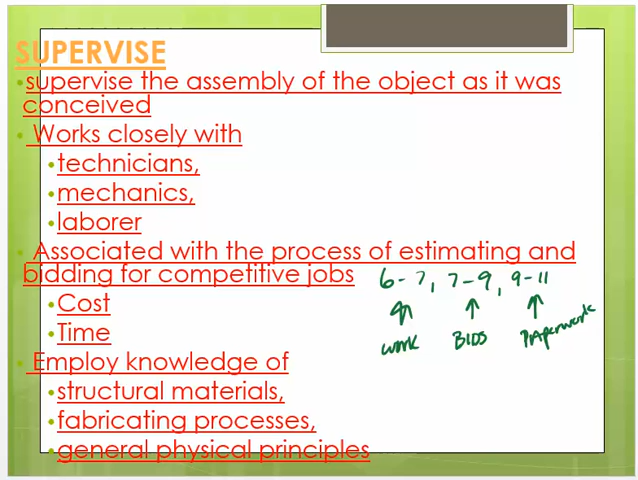 SUPERVISE
•supervise the assembly of the object as it was
conceived
• Works closely with
•technicians,
•mechanics,
•laborer
• Associated with the process of estimating and
bidding for competitive jobs
6-7, 7-9, 9-11
•Cost
•Time
work BIDS PAperwork
• Employ knowledge of
•structural materials,
•fabricating processes,
•general physical principles